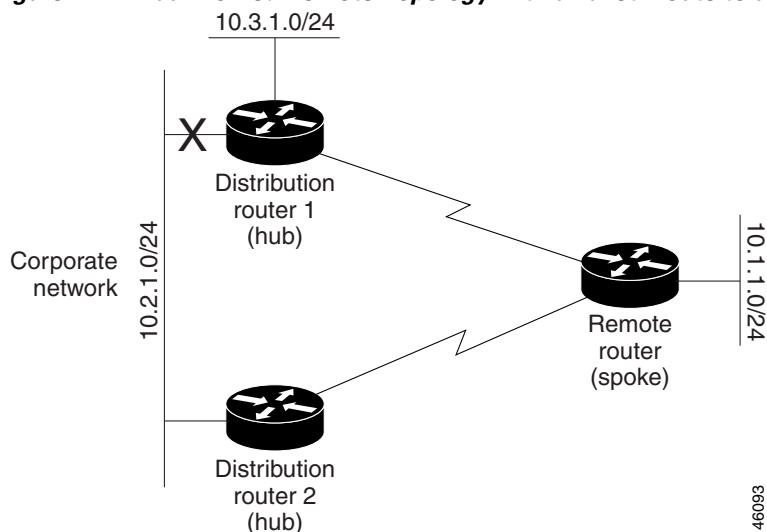 10.3.1.0/24
X
Distribution
router 1
(hub)
Corporate
network
10.2.1.0/24
10.1.1.0/24
Remote
router
(spoke)
Distribution
router 2
(hub)
46093